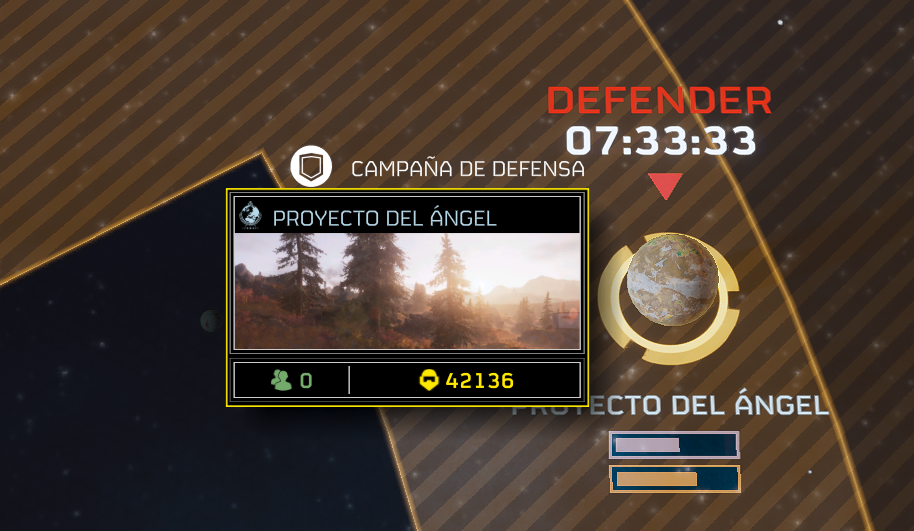 DEFENDER
07:33:33
CAMPAÑA DE DEFENSA
PROYECTO DEL ÁNGEL
0
42136
PROYECTO DEL ÁNGEL